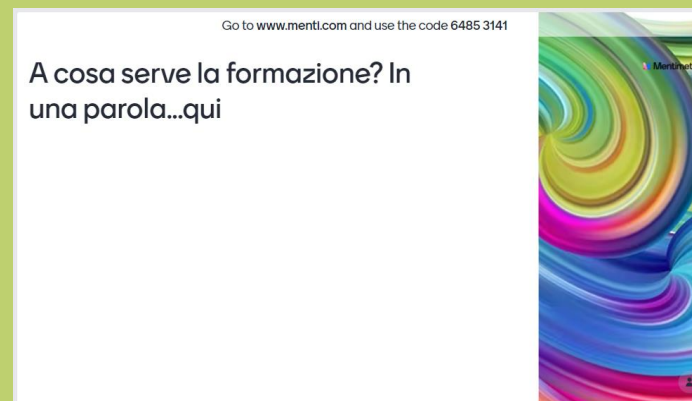 Go to www.menti.com and use the code 6485 3141
A cosa serve la formazione? In
una parola...qui